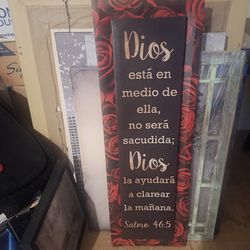 Dios
está en
medio de
ella,
no será
sacudida;
Dios
la ayudará
a clarear
la mañana.
Salmo 46:5